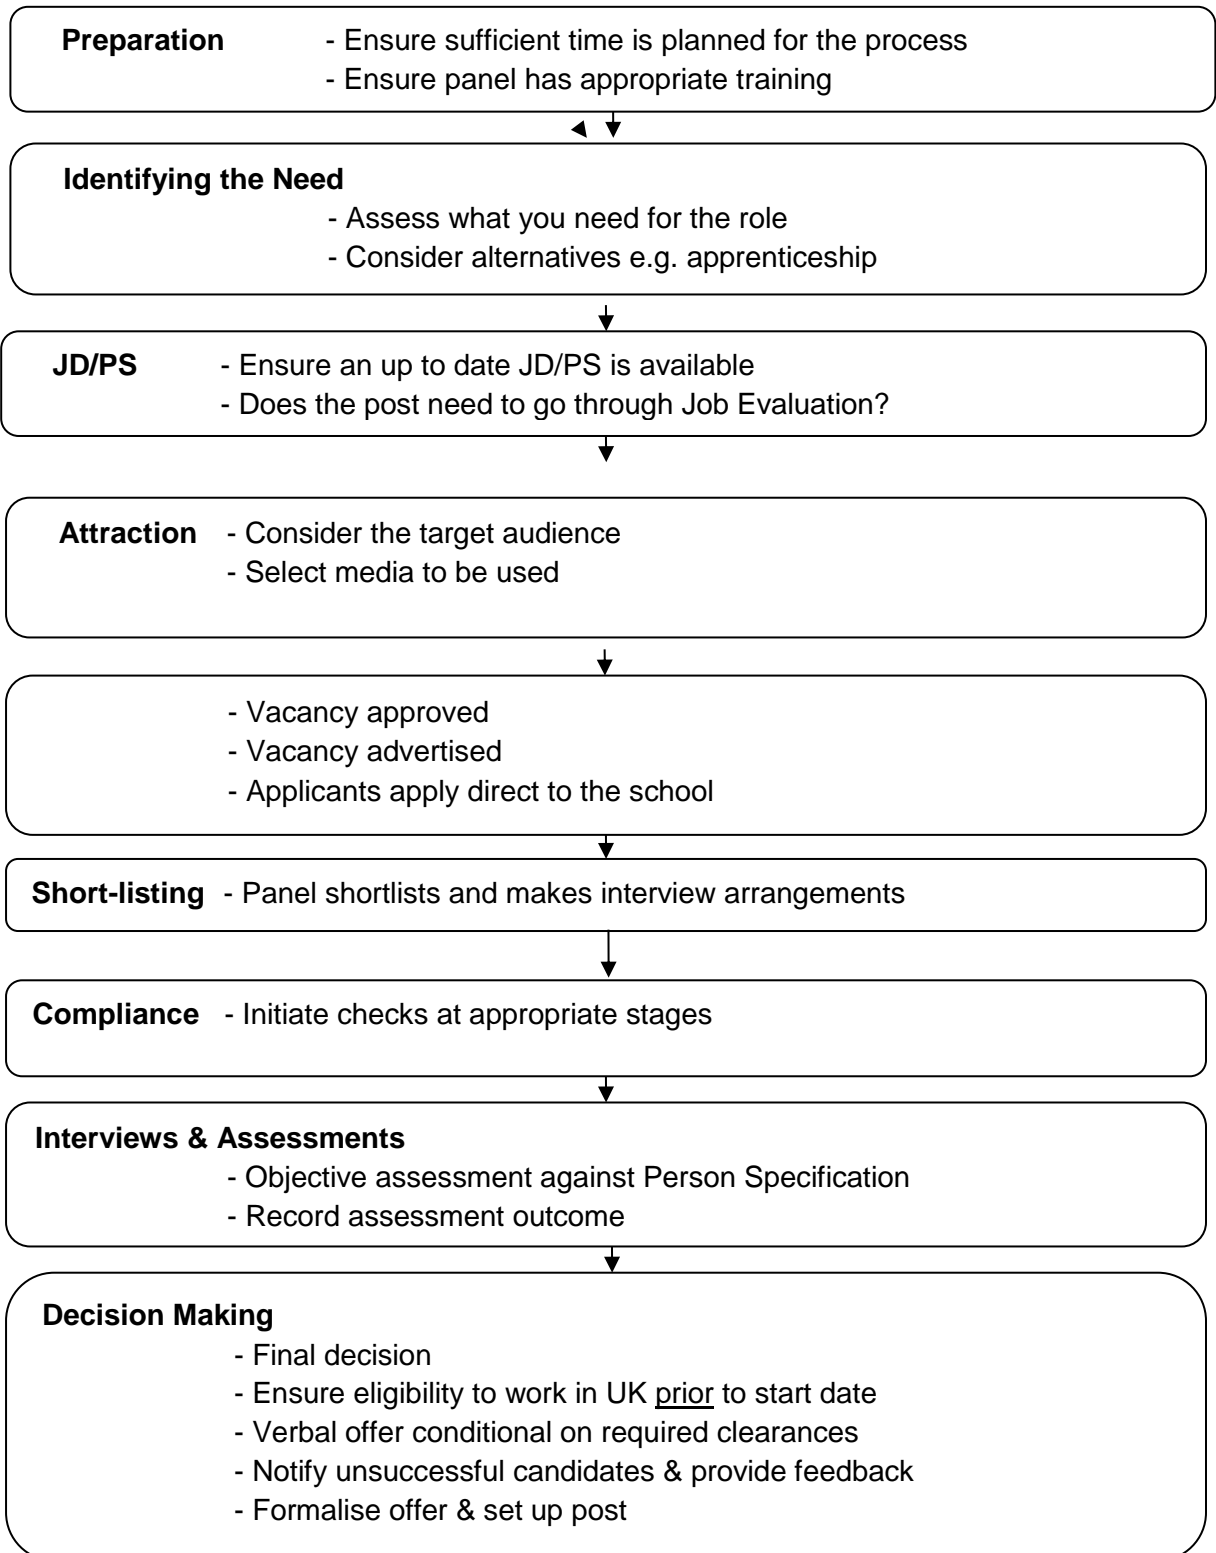 Preparation - Ensure sufficient time is planned for the process
- Ensure panel has appropriate training
Identifying the Need
- Assess what you need for the role
- Consider alternatives e.g. apprenticeship
JD/PS - Ensure an up to date JD/PS is available
- Does the post need to go through Job Evaluation?
Attraction - Consider the target audience
- Select media to be used
- Vacancy approved
- Vacancy advertised
- Applicants apply direct to the school
Short-listing - Panel shortlists and makes interview arrangements
Compliance - Initiate checks at appropriate stages
Interviews & Assessments
- Objective assessment against Person Specification
- Record assessment outcome
Decision Making
- Final decision
- Ensure eligibility to work in UK prior to start date
- Verbal offer conditional on required clearances
- Notify unsuccessful candidates & provide feedback
- Formalise offer & set up post